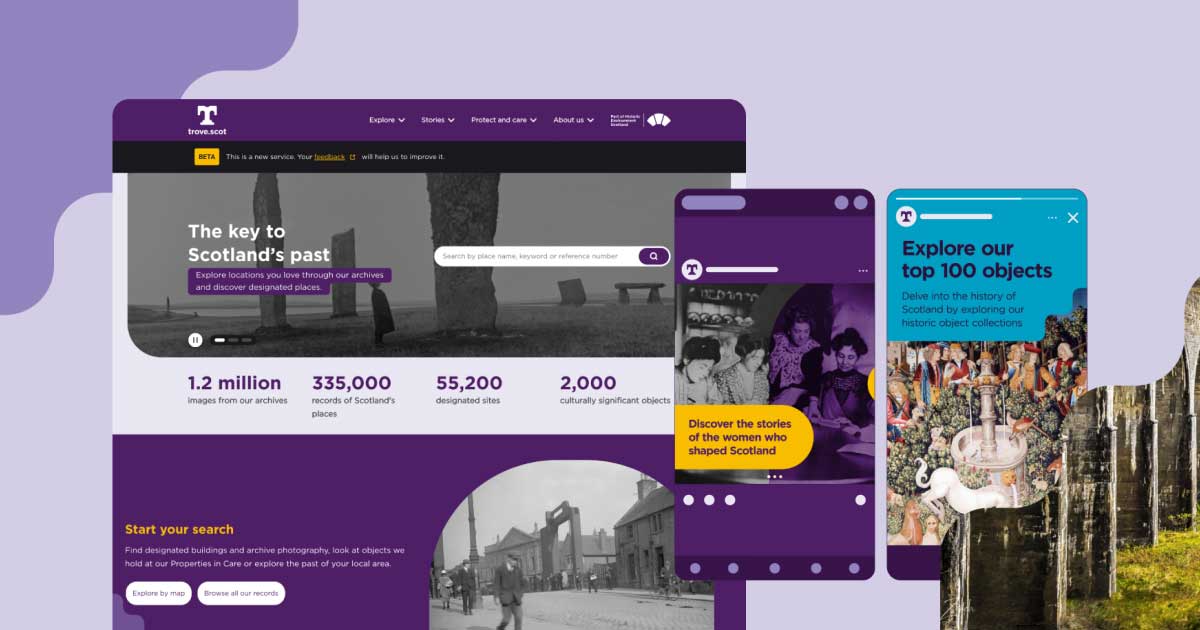 trove.scot
Explore
Stories
Protect and care
About us
Part of Historic
Environment
Scotland
BETA
This is a new service. Your feedback will help us to improve it.
The key to
Scotland's past
Explore locations you love through our archives
and discover designated places.
Search by place name, keyword or reference number
1.2 million
images from our archives
335,000
records of Scotland's
places
55,200
designated sites
2,000
culturally significant objects
Start your search
Find designated buildings and archive photography, look at objects we
hold at our Properties in Care or explore the past of your local area.
Explore by map
Browse all our records
Discover the stories
of the women who
shaped Scotland
Explore our
top 100 objects
Delve into the history of
Scotland by exploring our
historic object collections